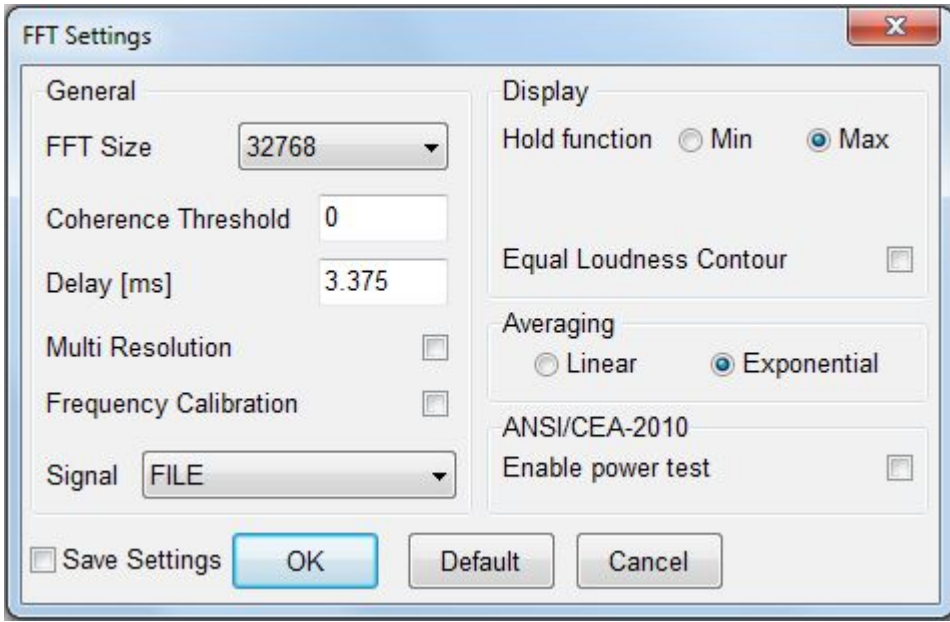 FFT Settings
General
FFT Size 32768
Coherence Threshold 0
Delay [ms] 3.375
Multi Resolution
Frequency Calibration
Signal FILE
Display
Hold function Min Max
Equal Loudness Contour
Averaging
Linear Exponential
ANSI/CEA-2010
Enable power test
Save Settings OK Default Cancel